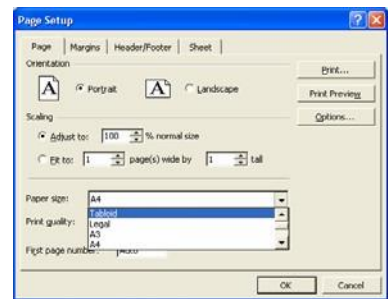 Page Setup
Page Margins Header/Footer Sheet
Orientation
A Portrait A Landscape
Print...
Print Preview
Options...
Scaling
Adjust to: 100 % normal size
Fit to: 1 page(s) wide by 1 tall
Paper size: A4
Tabloid
Legal
A3
A4
Print quality:
First page number:
OK Cancel